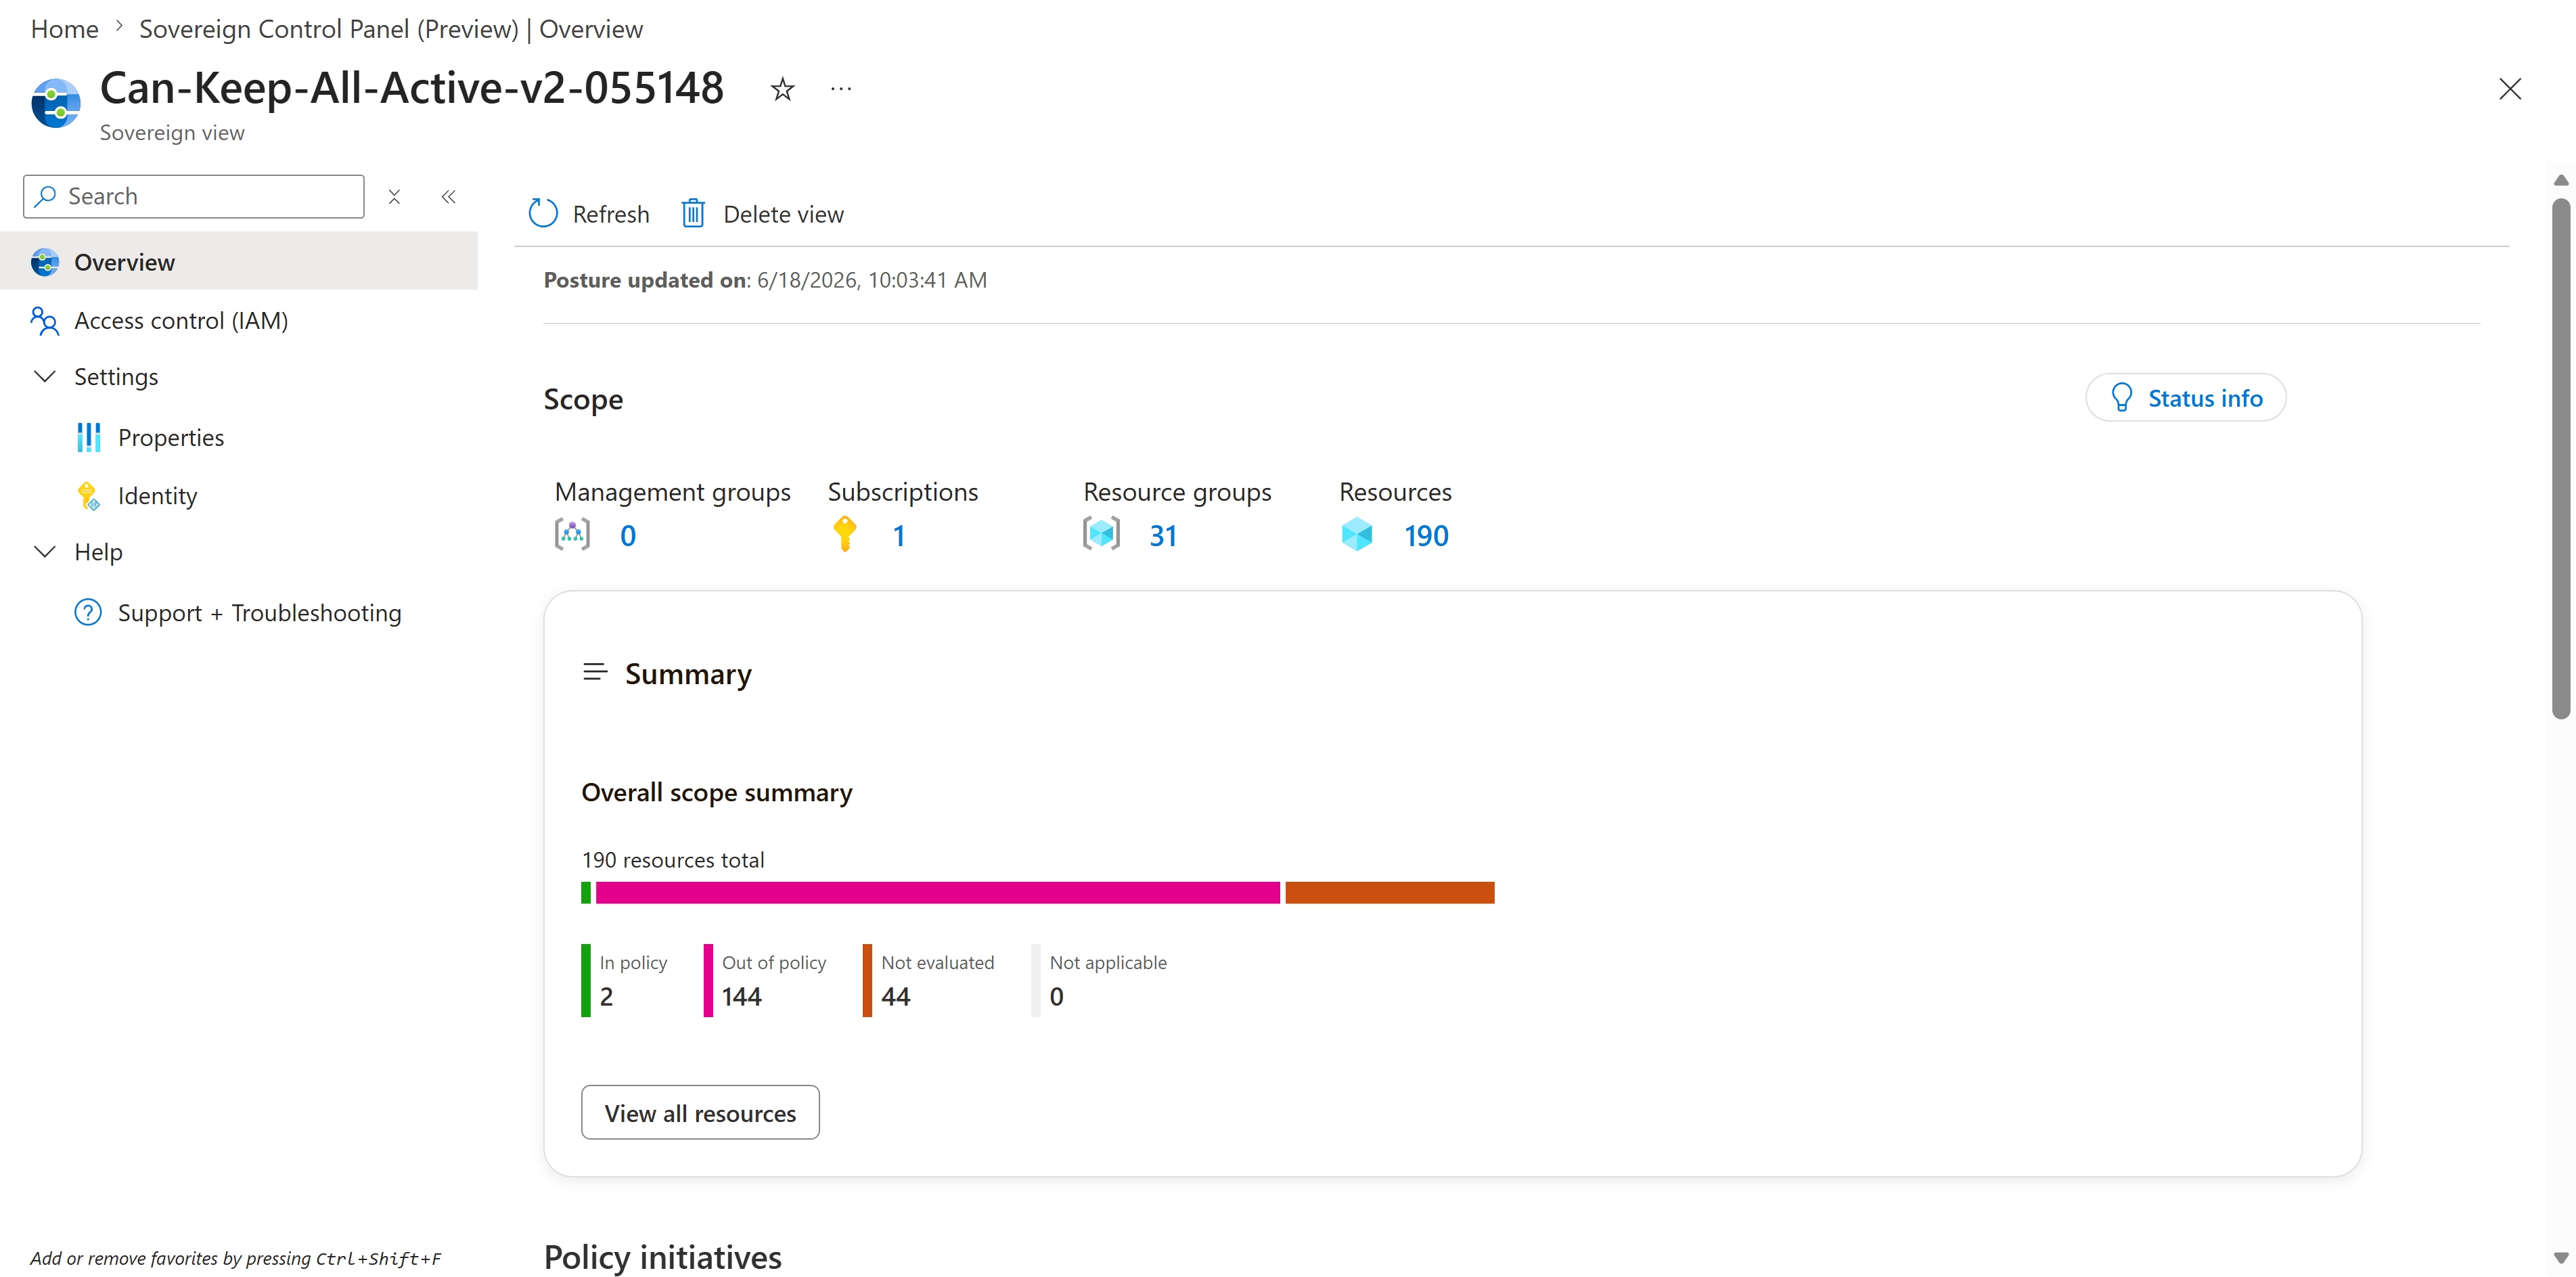 Home > Sovereign Control Panel (Preview) | Overview
Can-Keep-All-Active-v2-055148
Sovereign view
Search
Overview
Access control (IAM)
Settings
Properties
Identity
Help
Support + Troubleshooting
Add or remove favorites by pressing Ctrl+Shift+F
Refresh Delete view
Posture updated on: 6/18/2026, 10:03:41 AM
Scope
Status info
Management groups Subscriptions Resource groups Resources
0 1 31 190
Summary
Overall scope summary
190 resources total
In policy Out of policy Not evaluated Not applicable
2 144 44 0
View all resources
Policy initiatives